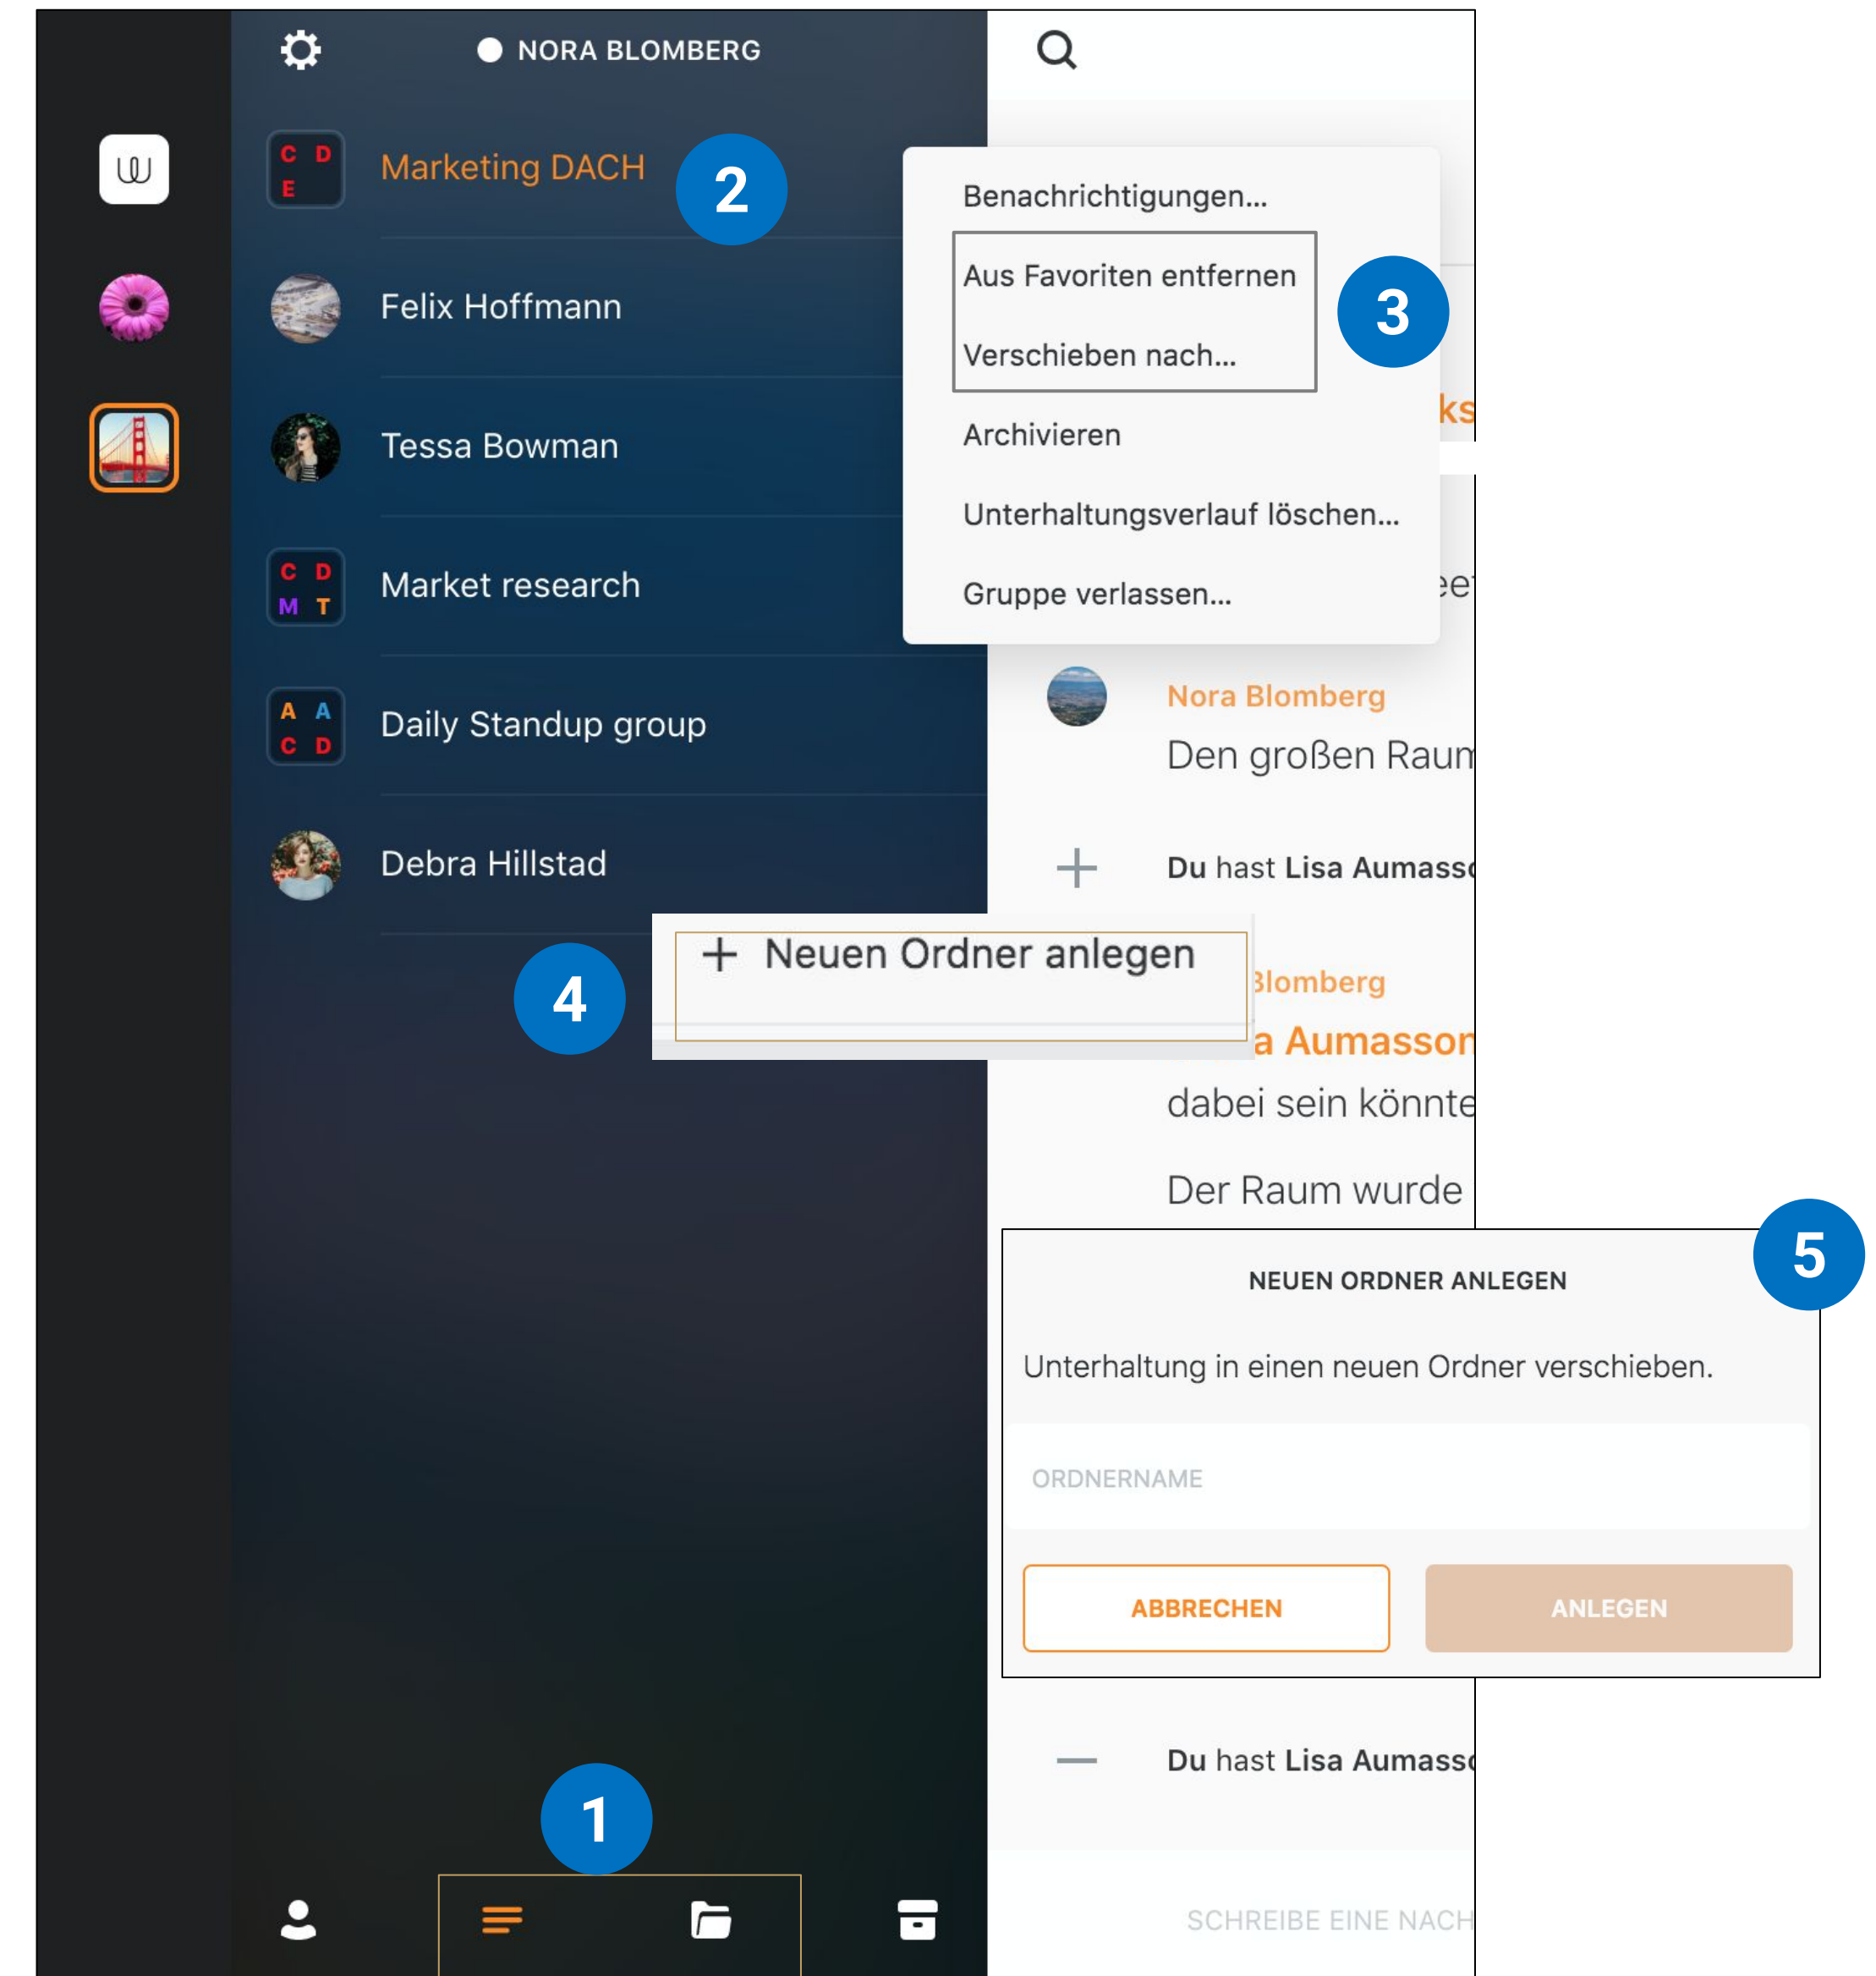 NORA BLOMBERG
C D
E
Marketing DACH
2
Felix Hoffmann
Tessa Bowman
C D
M T
Market research
A A
C D
Daily Standup group
Debra Hillstad
Benachrichtigungen...
Aus Favoriten entfernen
Verschieben nach...
3
Archivieren
Unterhaltungsverlauf löschen...
Gruppe verlassen...
ks
Nora Blomberg
Den großen Raum
Du hast Lisa Aumasso
4
+ Neuen Ordner anlegen
Blomberg
a Aumasson
dabei sein könnte
Der Raum wurde
5
NEUEN ORDNER ANLEGEN
Unterhaltung in einen neuen Ordner verschieben.
ORDNERNAME
ABBRECHEN
ANLEGEN
Du hast Lisa Aumasso
1
SCHREIBE EINE NACH